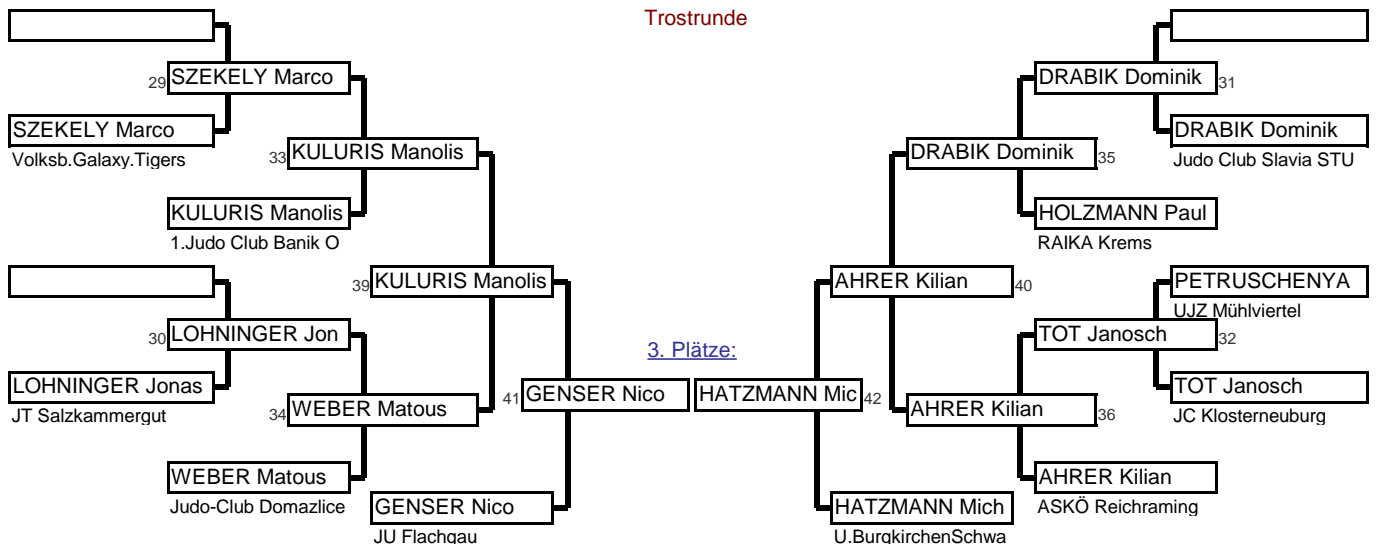 Trostrunde
29 SZEKELY Marco
SZEKELY Marco
Volksb.Galaxy.Tigers
33 KULURIS Manolis
KULURIS Manolis
1.Judo Club Banik O
39 KULURIS Manolis
30 LOHNINGER Jon
LOHNINGER Jonas
JT Salzkammergut
34 WEBER Matous
WEBER Matous
Judo-Club Domazlice
41 GENSER Nico
GENSER Nico
JU Flachgau
3. Plätze:
HATZMANN Mic 42
HATZMANN Mich
U.BurgkirchenSchwa
DRABIK Dominik 31
DRABIK Dominik
Judo Club Slavia STU
DRABIK Dominik 35
HOLZMANN Paul
RAIKA Krems
AHRER Kilian 40
PETRUSCHENYA
UJZ Mühlviertel
TOT Janosch 32
TOT Janosch
JC Klosterneuburg
AHRER Kilian 36
AHRER Kilian
ASKÖ Reichraming